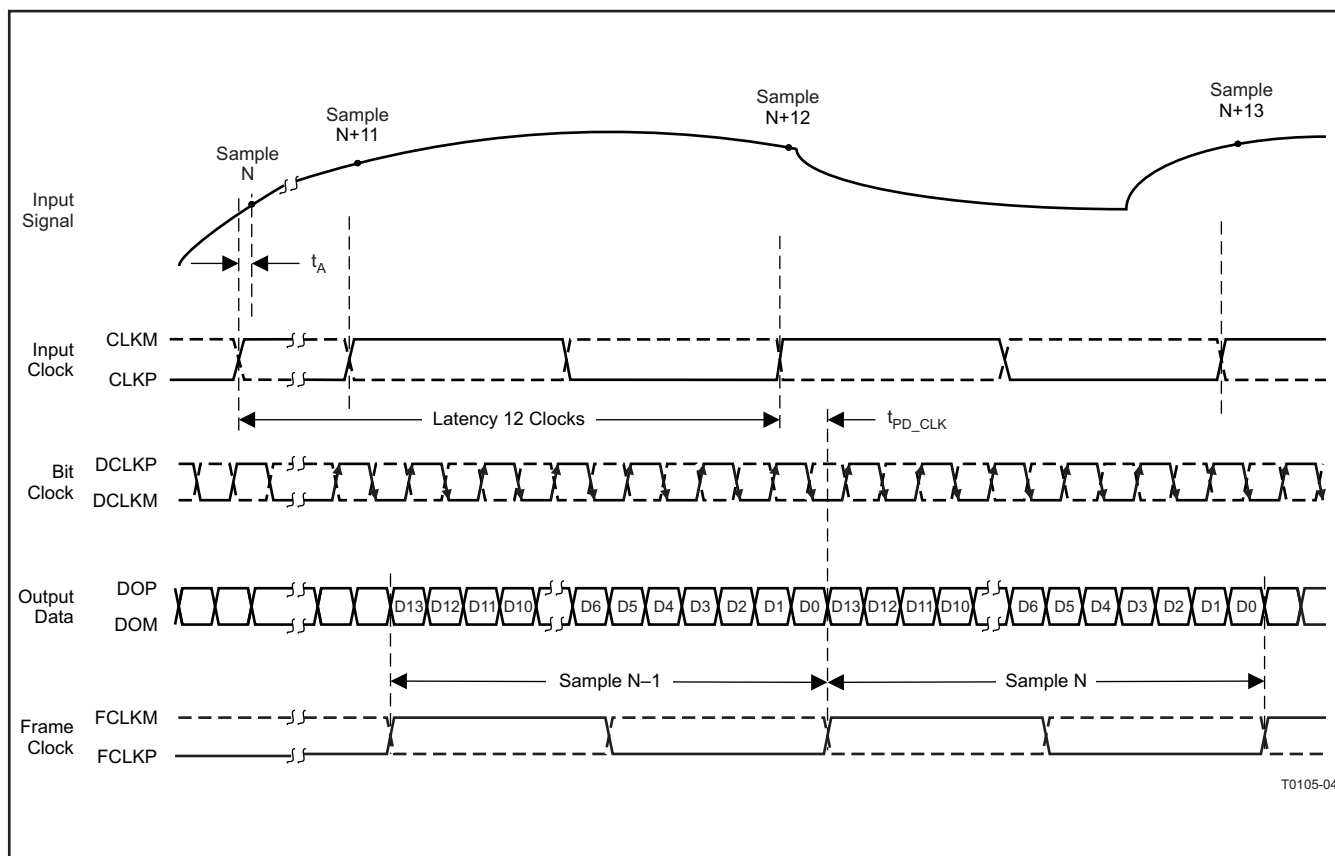 Sample
N
Sample
N+11
Sample
N+12
Sample
N+13
Input
Signal
tA
Input
Clock
CLKM
CLKP
Latency 12 Clocks
tPD_CLK
Bit
Clock
DCLKP
DCLKM
Output
Data
DOP
DOM
D13 D12 D11 D10 D6 D5 D4 D3 D2 D1 D0 D13 D12 D11 D10 D6 D5 D4 D3 D2 D1 D0
Sample N–1
Sample N
Frame
Clock
FCLKM
FCLKP
T0105-04